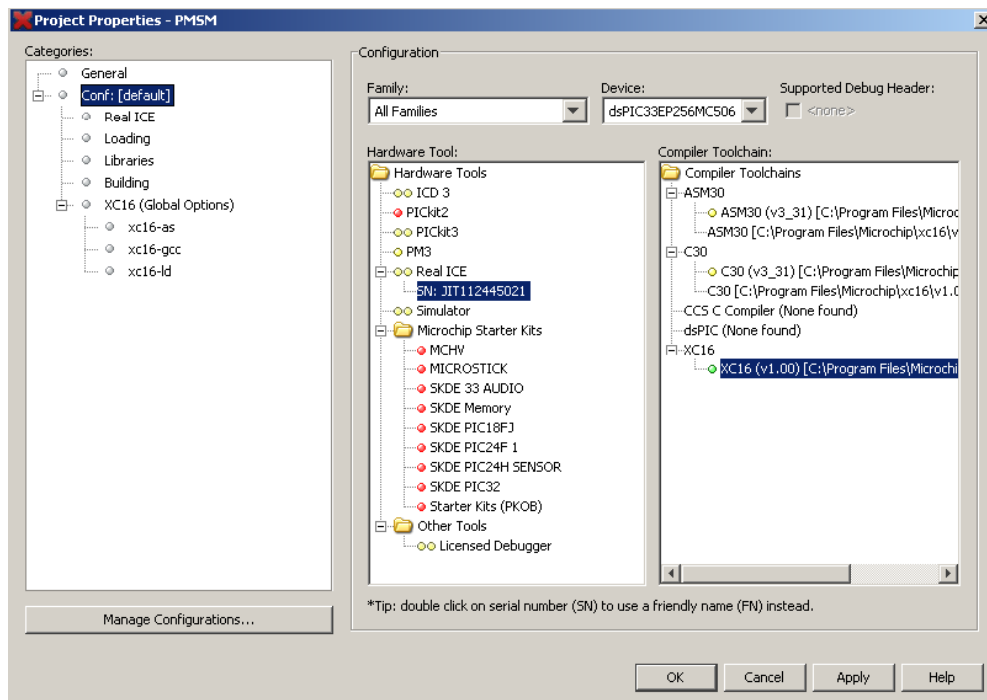 Project Properties - PMSM
Categories:
General
Conf: [default]
Real ICE
Loading
Libraries
Building
XC16 (Global Options)
xc16-as
xc16-gcc
xc16-ld
Manage Configurations...
Configuration
Family:
All Families
Device:
dsPIC33EP256MC506
Supported Debug Header:
<none>
Hardware Tool:
Hardware Tools
ICD 3
PICkit2
PICkit3
PM3
Real ICE
SN: JIT112445021
Simulator
Microchip Starter Kits
MCHV
MICROSTICK
SKDE 33 AUDIO
SKDE Memory
SKDE PIC18FJ
SKDE PIC24F 1
SKDE PIC24H SENSOR
SKDE PIC32
Starter Kits (PKOB)
Other Tools
Licensed Debugger
Compiler Toolchain:
Compiler Toolchains
ASM30
ASM30 (v3_31) [C:\Program Files\Microc
ASM30 [C:\Program Files\Microchip\xc16\v
C30
C30 (v3_31) [C:\Program Files\Microchip
C30 [C:\Program Files\Microchip\xc16\v1.0
CCS C Compiler (None found)
dsPIC (None found)
XC16
XC16 (v1.00) [C:\Program Files\Microchi
*Tip: double click on serial number (SN) to use a friendly name (FN) instead.
OK
Cancel
Apply
Help